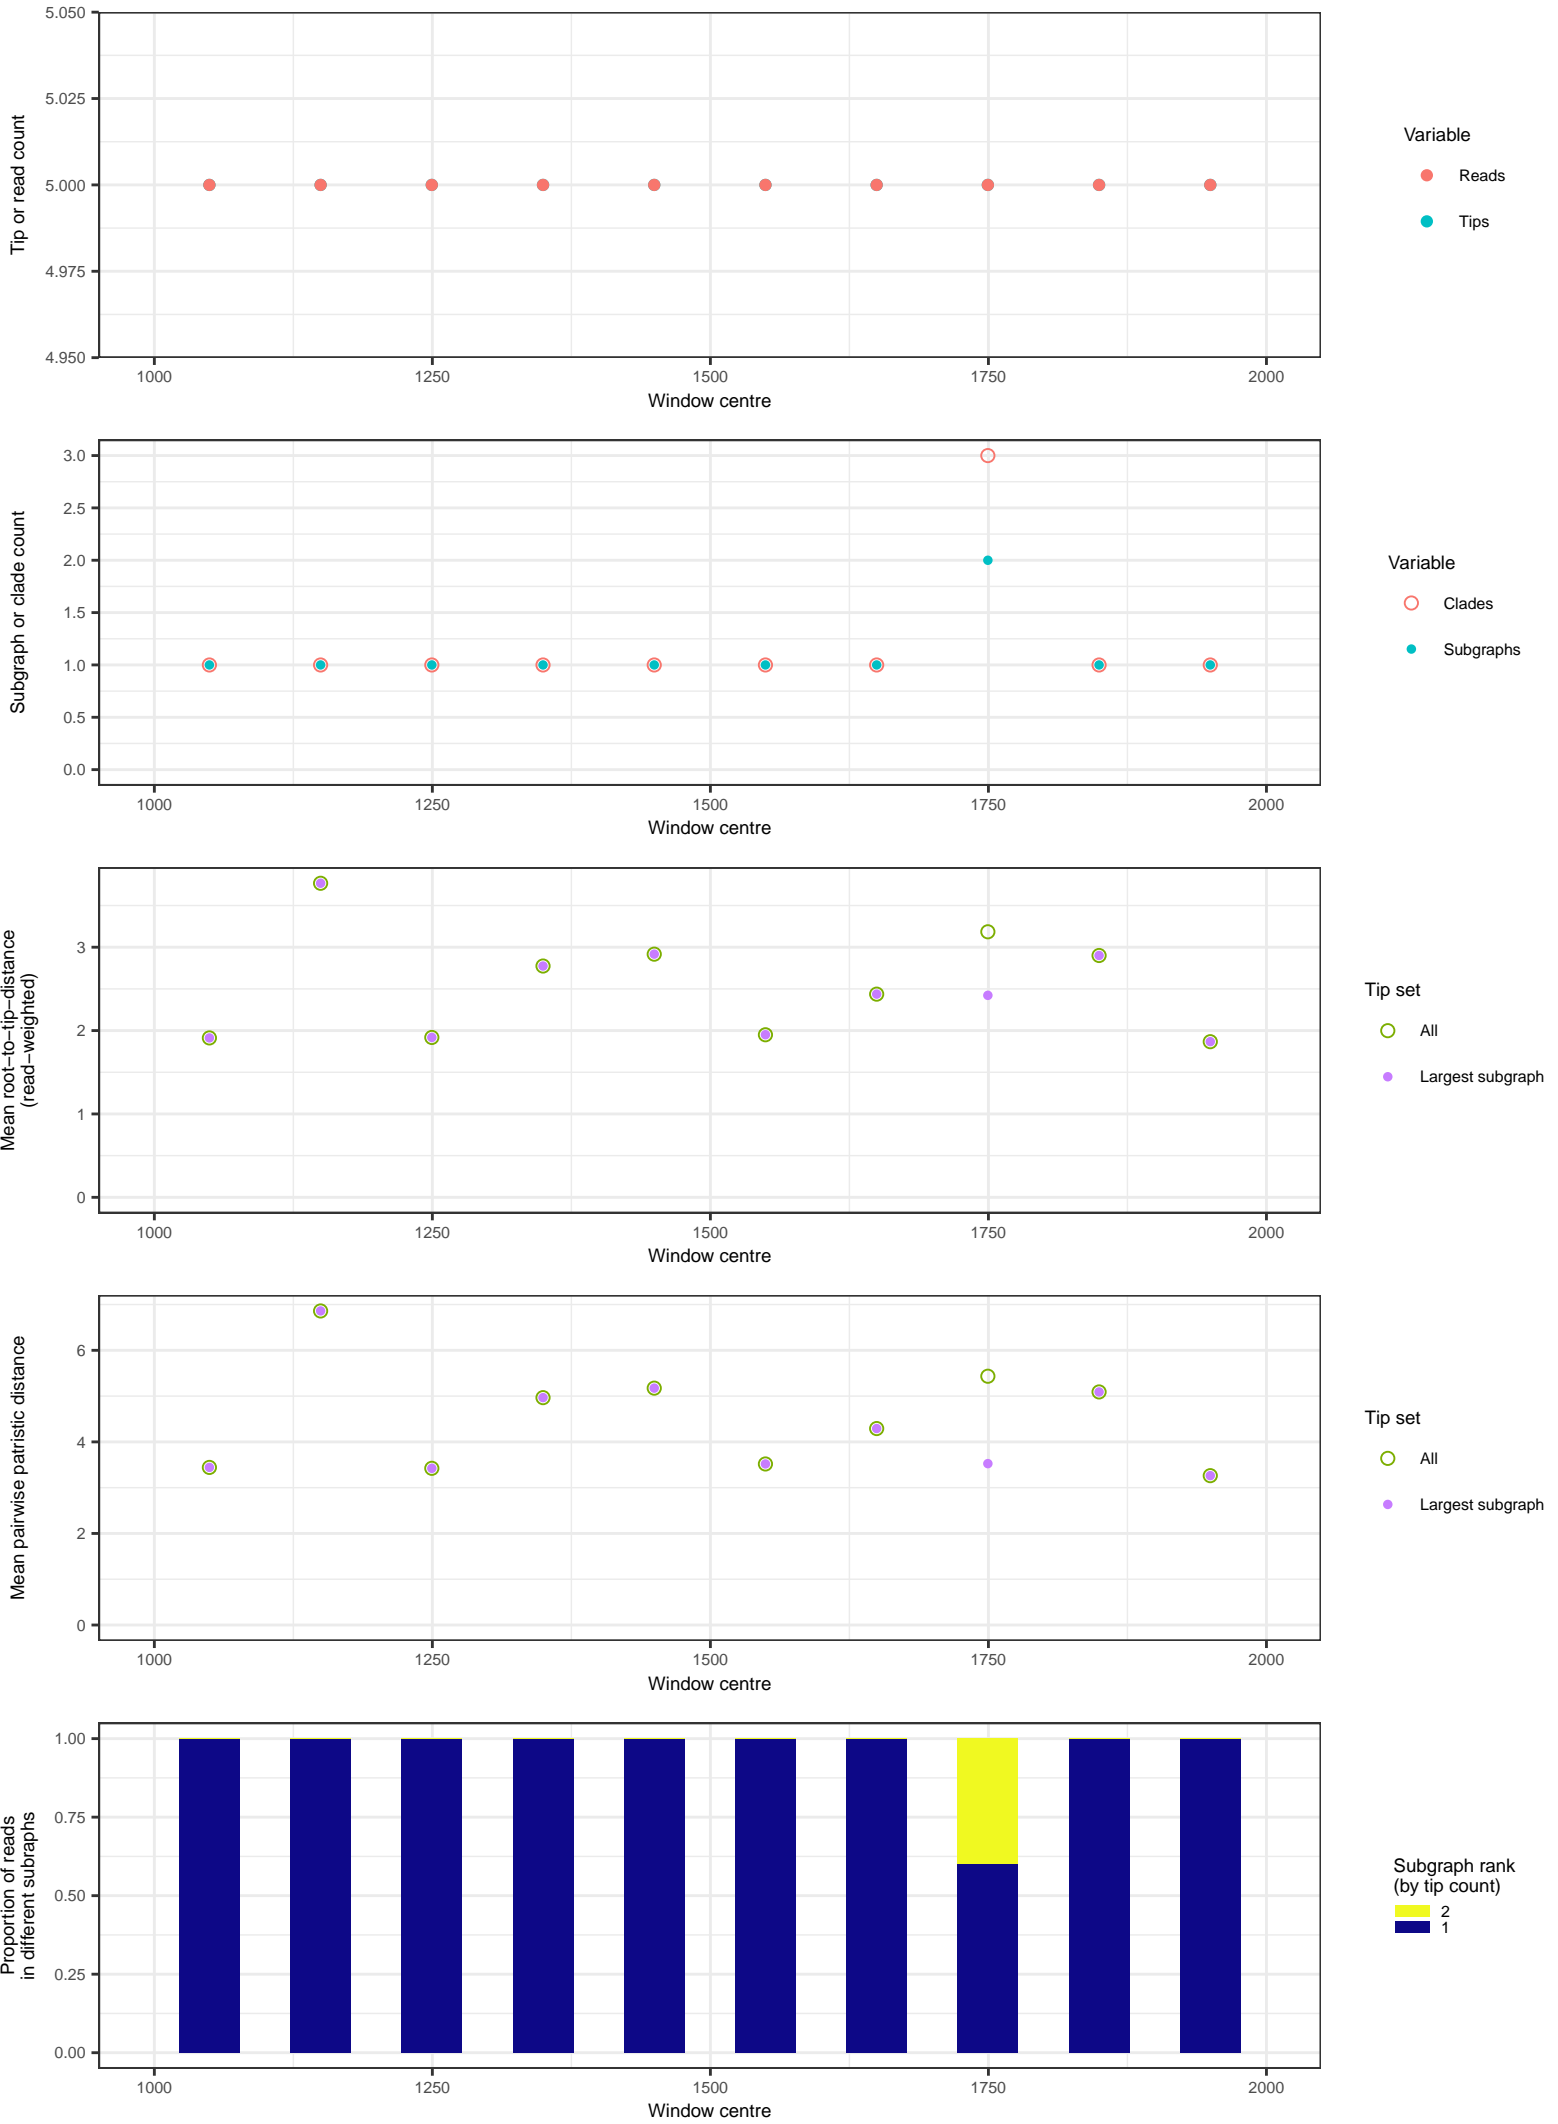 5.050
5.025
5.000
4.975
4.950
Tip or read count
1000 1250 1500 1750 2000
Window centre
Variable
Reads
Tips
3.0
2.5
2.0
1.5
1.0
0.5
0.0
Subgraph or clade count
1000 1250 1500 1750 2000
Window centre
Variable
Clades
Subgraphs
3
2
1
0
Mean root−to−tip−distance
(read−weighted)
1000 1250 1500 1750 2000
Window centre
Tip set
All
Largest subgraph
6
4
2
0
Mean pairwise patristic distance
1000 1250 1500 1750 2000
Window centre
Tip set
All
Largest subgraph
1.00
0.75
0.50
0.25
0.00
Proportion of reads
in different subraphs
1000 1250 1500 1750 2000
Window centre
Subgraph rank
(by tip count)
2
1